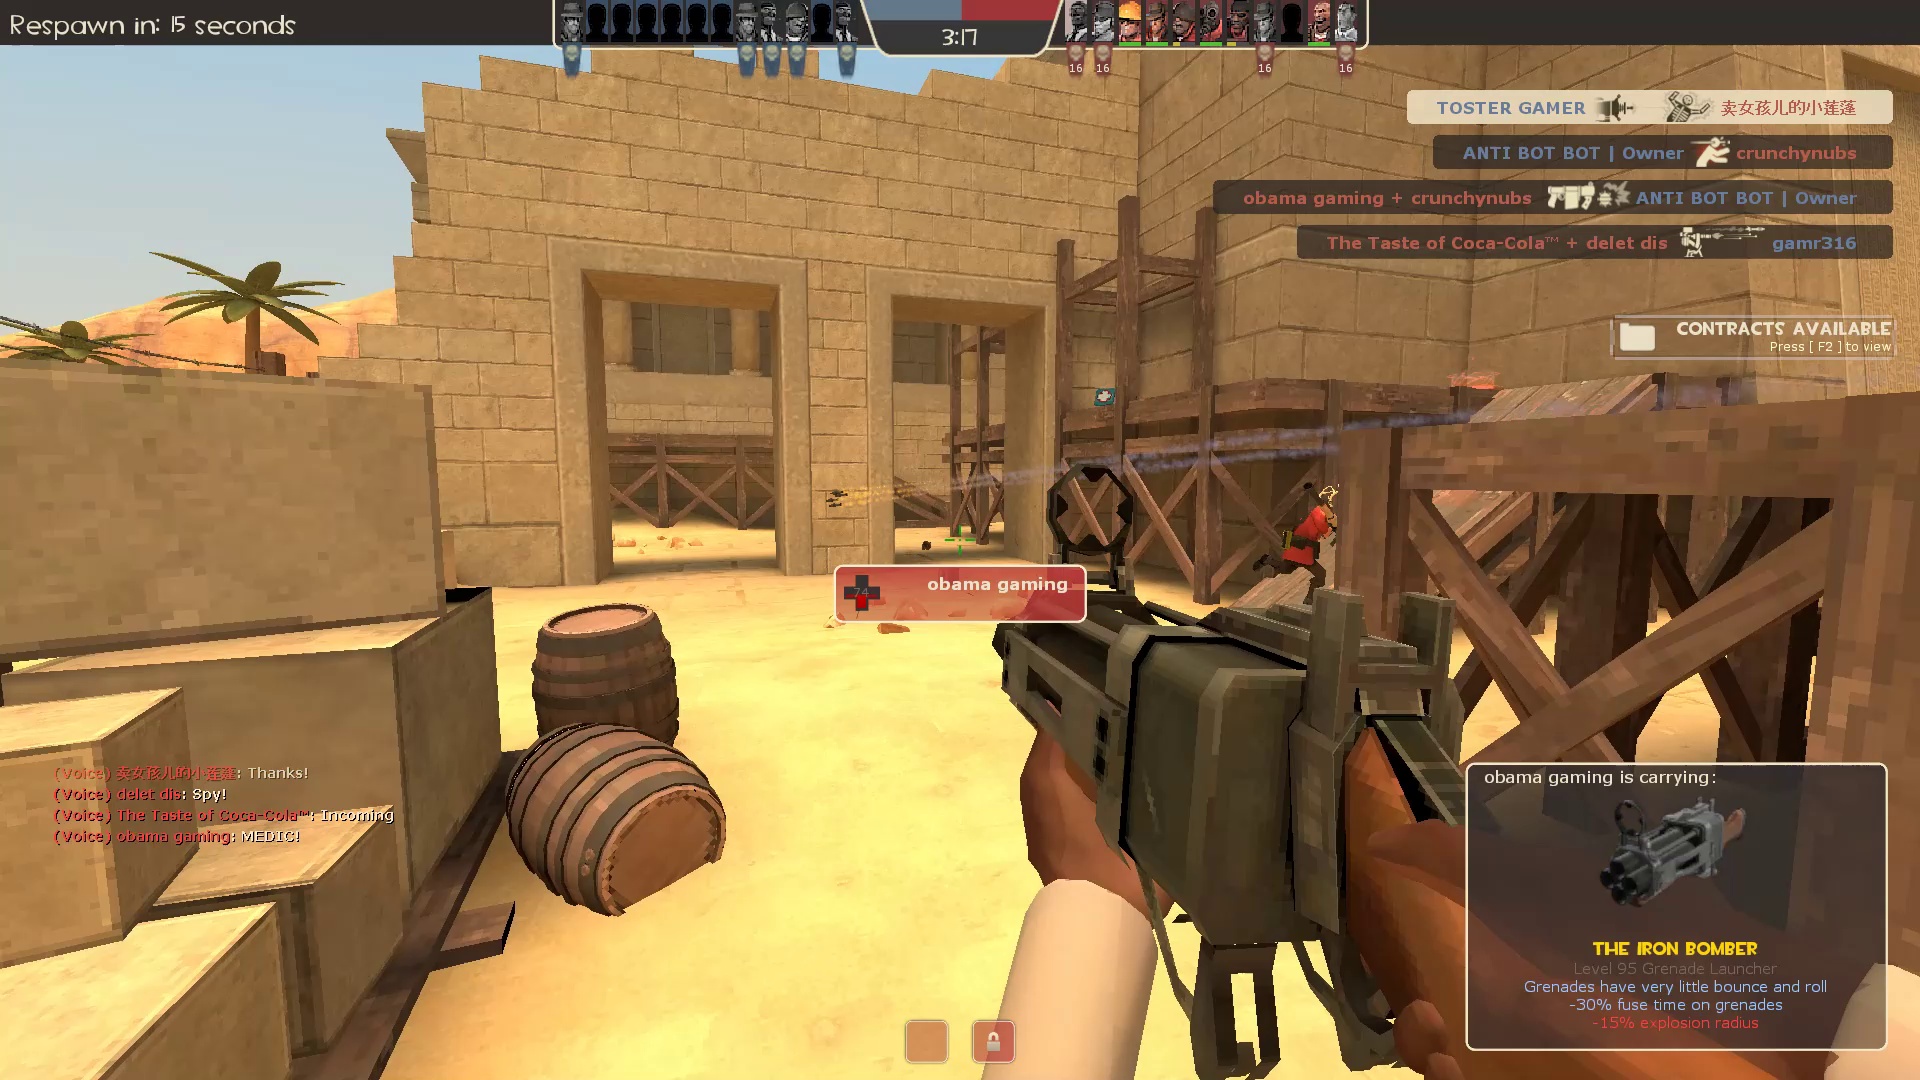 Respawn in: 15 seconds
3:17
16 16 16 16
TOSTER GAMER 卖女孩儿的小莲蓬
ANTI BOT BOT | Owner crunchynubs
obama gaming + crunchynubs ANTI BOT BOT | Owner
The Taste of Coca-Cola™ + delet dis gamr316
CONTRACTS AVAILABLE
Press [ F2 ] to view
74 obama gaming
(Voice) 卖女孩儿的小莲蓬: Thanks!
(Voice) delet dis: Spy!
(Voice) The Taste of Coca-Cola™: Incoming
(Voice) obama gaming: MEDIC!
obama gaming is carrying:
THE IRON BOMBER
Level 95 Grenade Launcher
Grenades have very little bounce and roll
-30% fuse time on grenades
-15% explosion radius